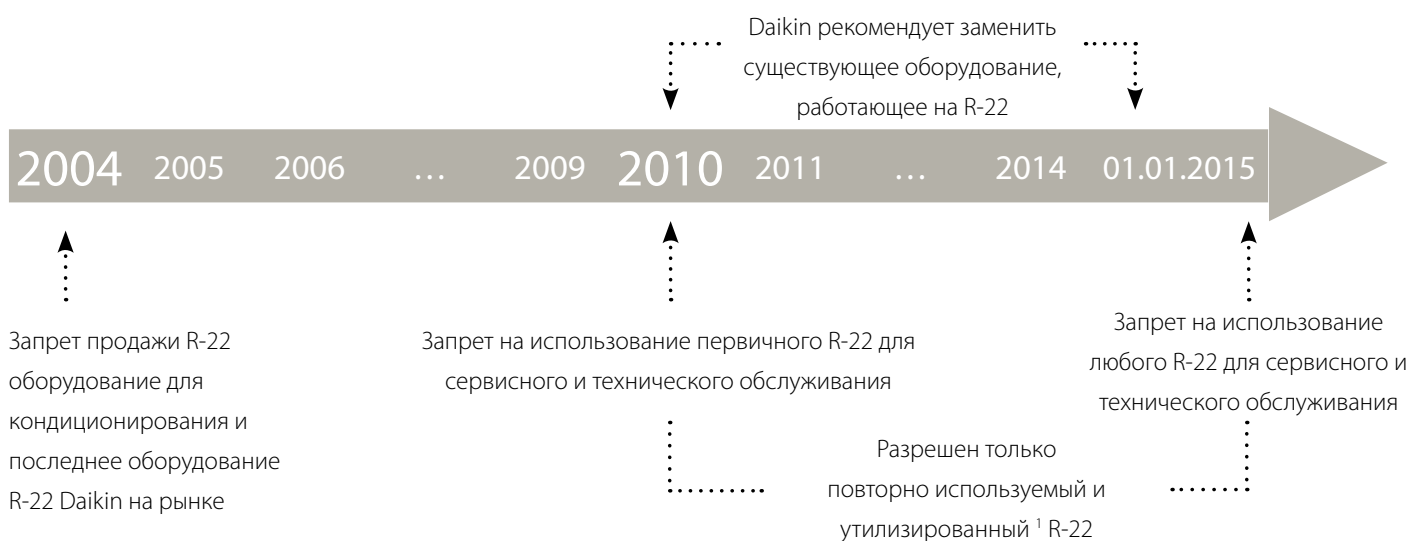 Daikin рекомендует заменить
существующее оборудование,
работающее на R-22
2004 2005 2006 … 2009 2010 2011 … 2014 01.01.2015
Запрет продажи R-22
оборудование для
кондиционирования и
последнее оборудование
R-22 Daikin на рынке
Запрет на использование первичного R-22 для
сервисного и технического обслуживания
Запрет на использование
любого R-22 для сервисного и
технического обслуживания
Разрешен только
повторно используемый и
утилизированный ¹ R-22